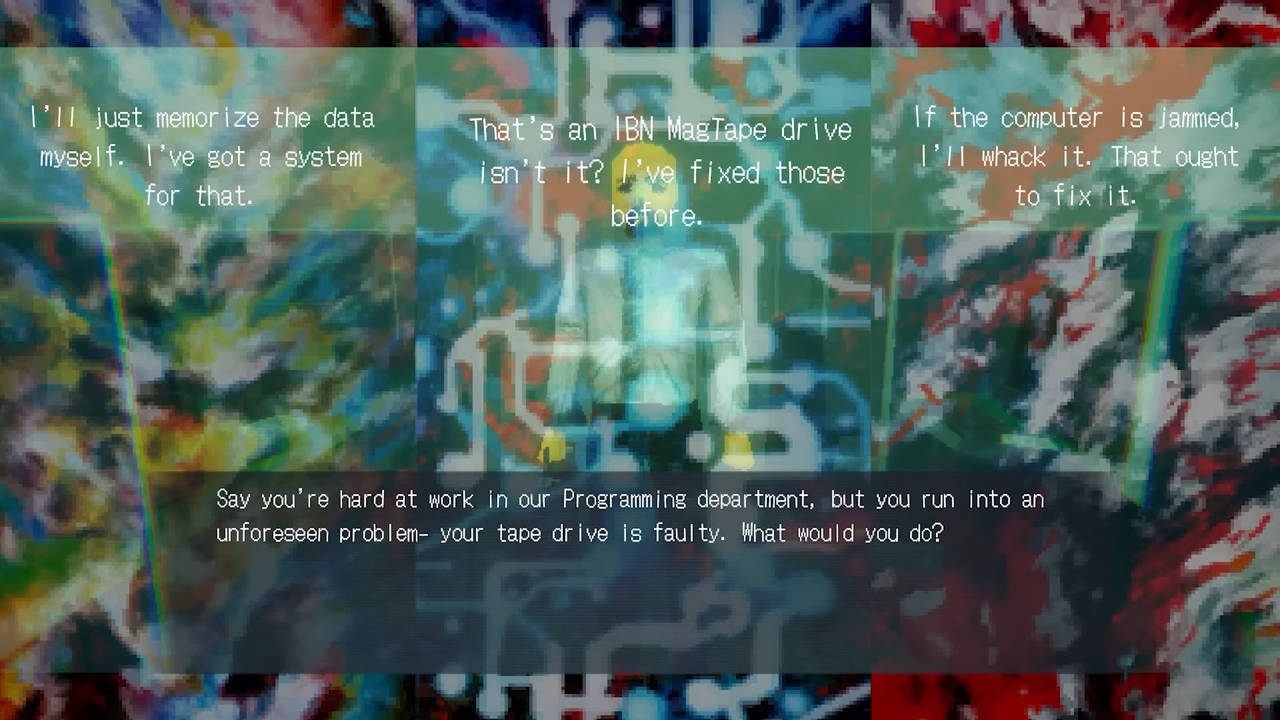 I'll just memorize the data
myself. I've got a system
for that.
That's an IBN MagTape drive
isn't it? I've fixed those
before.
If the computer is jammed,
I'll whack it. That ought
to fix it.
Say you're hard at work in our Programming department, but you run into an
unforeseen problem- your tape drive is faulty. What would you do?